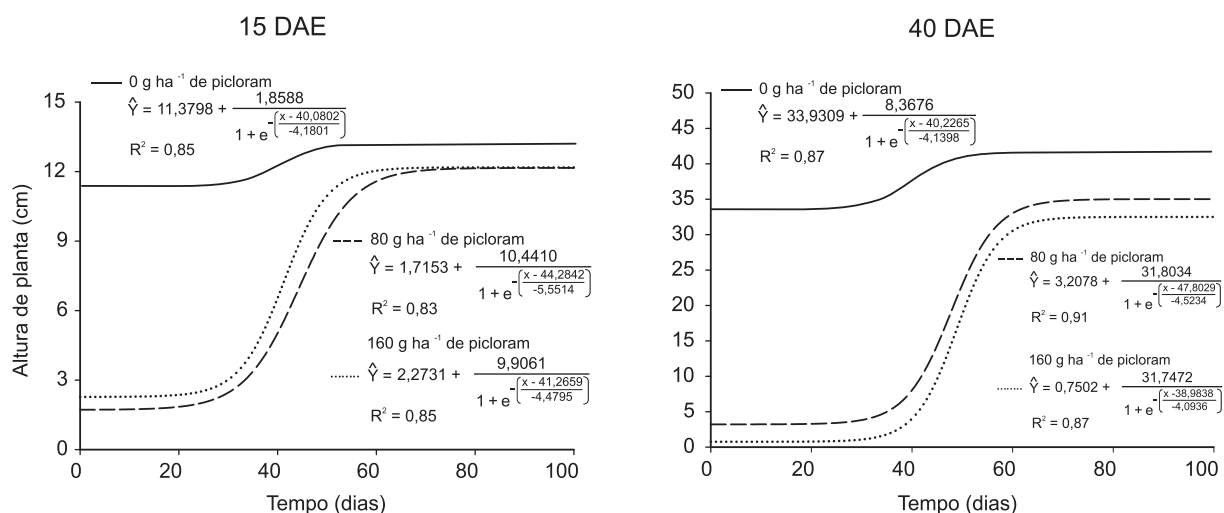 15 DAE
0 g ha ⁻¹ de picloram
Ŷ = 11,3798 + 1,8588
1 + e^-(x - 40,0802 / -4,1801)
R² = 0,85
80 g ha ⁻¹ de picloram
Ŷ = 1,7153 + 10,4410
1 + e^-(x - 44,2842 / -5,5514)
R² = 0,83
160 g ha ⁻¹ de picloram
Ŷ = 2,2731 + 9,9061
1 + e^-(x - 41,2659 / -4,4795)
R² = 0,85
Altura de planta (cm)
15
12
9
6
3
0
0 20 40 60 80 100
Tempo (dias)
40 DAE
0 g ha ⁻¹ de picloram
Ŷ = 33,9309 + 8,3676
1 + e^-(x - 40,2265 / -4,1398)
R² = 0,87
80 g ha ⁻¹ de picloram
Ŷ = 3,2078 + 31,8034
1 + e^-(x - 47,8029 / -4,5234)
R² = 0,91
160 g ha ⁻¹ de picloram
Ŷ = 0,7502 + 31,7472
1 + e^-(x -38,9838 / -4,0936)
R² = 0,87
50
45
40
35
30
25
20
15
10
5
0
0 20 40 60 80 100
Tempo (dias)